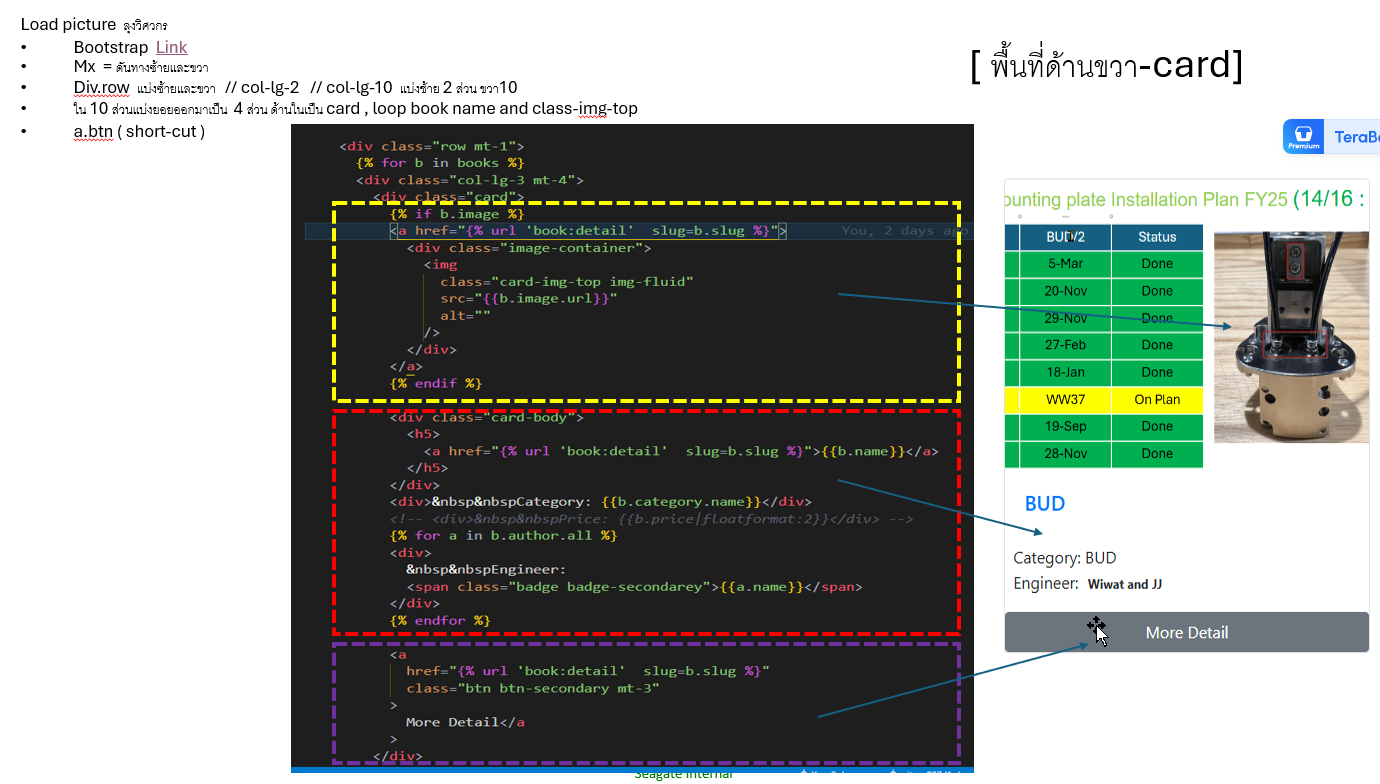 Load picture ลุงวิศวกร
• Bootstrap Link
• Mx = ดันทางซ้ายและขวา
• Div.row แบ่งซ้ายและขวา // col-lg-2 // col-lg-10 แบ่งซ้าย 2 ส่วน ขวา10
• ใน 10 ส่วนแบ่งยอยออกมาเป็น 4 ส่วน ด้านในเป็น card , loop book name and class-img-top
• a.btn ( short-cut )
[ พื้นที่ด้านขวา-card]
<div class="row mt-1">
{% for b in books %}
<div class="col-lg-3 mt-4">
<div class="card">
{% if b.image %}
<a href="{% url 'book:detail' slug=b.slug %}"> You, 2 days ago
<div class="image-container">
<img
class="card-img-top img-fluid"
src="{{b.image.url}}"
alt=""
/>
</div>
</a>
{% endif %}
<div class="card-body">
<h5>
<a href="{% url 'book:detail' slug=b.slug %}">{{b.name}}</a>
</h5>
</div>
<div>&nbsp&nbspCategory: {{b.category.name}}</div>
<!-- <div>&nbsp&nbspPrice: {{b.price|floatformat:2}}</div> -->
{% for a in b.author.all %}
<div>
&nbsp&nbspEngineer:
<span class="badge badge-secondarey">{{a.name}}</span>
</div>
{% endfor %}
<a
href="{% url 'book:detail' slug=b.slug %}"
class="btn btn-secondary mt-3"
>
More Detail</a
>
</div>
Seagate Internal
Premium
TeraBo
ounting plate Installation Plan FY25 (14/16 :
BUD/2 Status
5-Mar Done
20-Nov Done
29-Nov Done
27-Feb Done
18-Jan Done
WW37 On Plan
19-Sep Done
28-Nov Done
BUD
Category: BUD
Engineer: Wiwat and JJ
More Detail